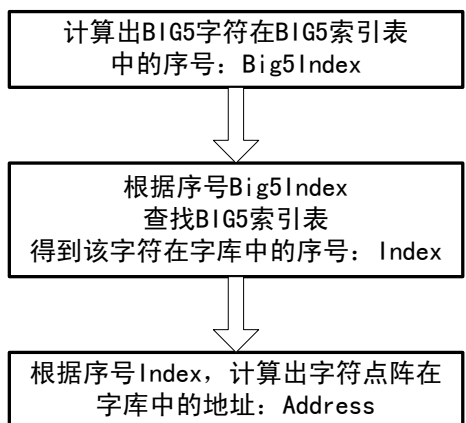 计算出BIG5字符在BIG5索引表
中的序号：Big5Index
根据序号Big5Index
查找BIG5索引表
得到该字符在字库中的序号：Index
根据序号Index，计算出字符点阵在
字库中的地址：Address